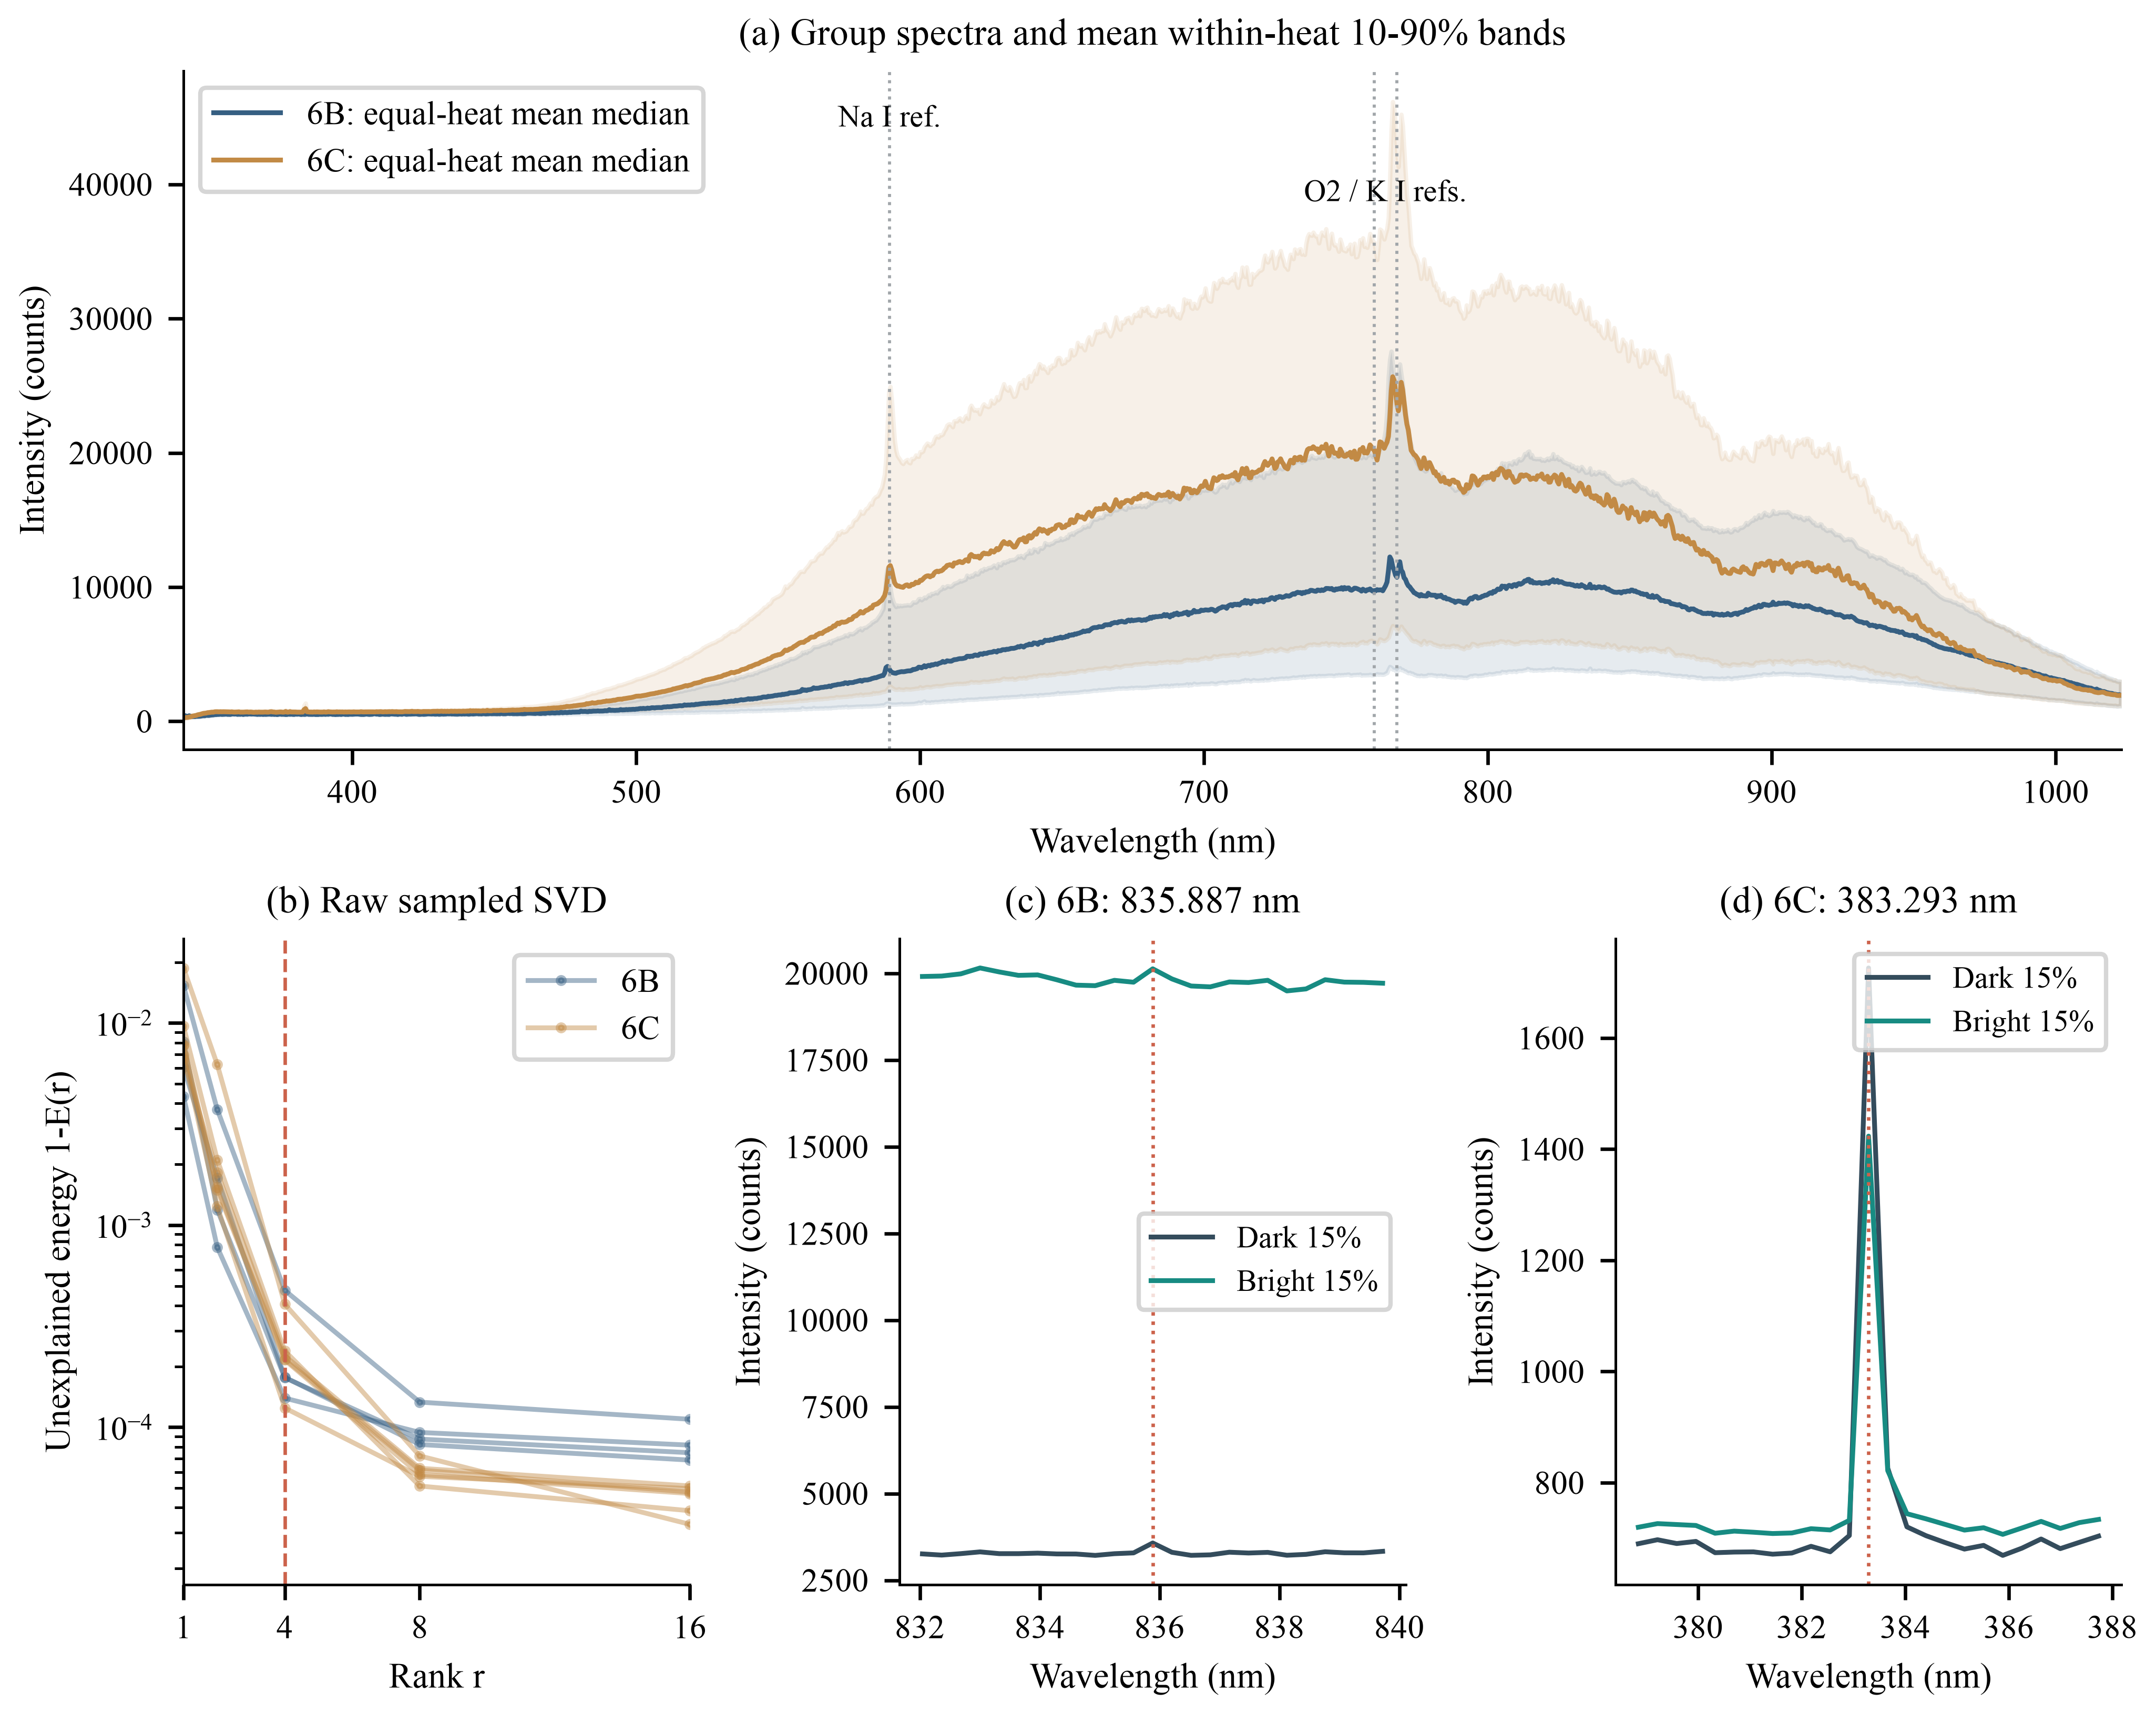 (a) Group spectra and mean within-heat 10-90% bands
6B: equal-heat mean median
6C: equal-heat mean median
Na I ref.
O2 / K I refs.
Intensity (counts)
40000
30000
20000
10000
0
400 500 600 700 800 900 1000
Wavelength (nm)
(b) Raw sampled SVD
6B
6C
Unexplained energy 1-E(r)
10⁻²
10⁻³
10⁻⁴
1 4 8 16
Rank r
(c) 6B: 835.887 nm
Intensity (counts)
20000
17500
15000
12500
10000
7500
5000
2500
Dark 15%
Bright 15%
832 834 836 838 840
Wavelength (nm)
(d) 6C: 383.293 nm
Dark 15%
Bright 15%
Intensity (counts)
1600
1400
1200
1000
800
380 382 384 386 388
Wavelength (nm)